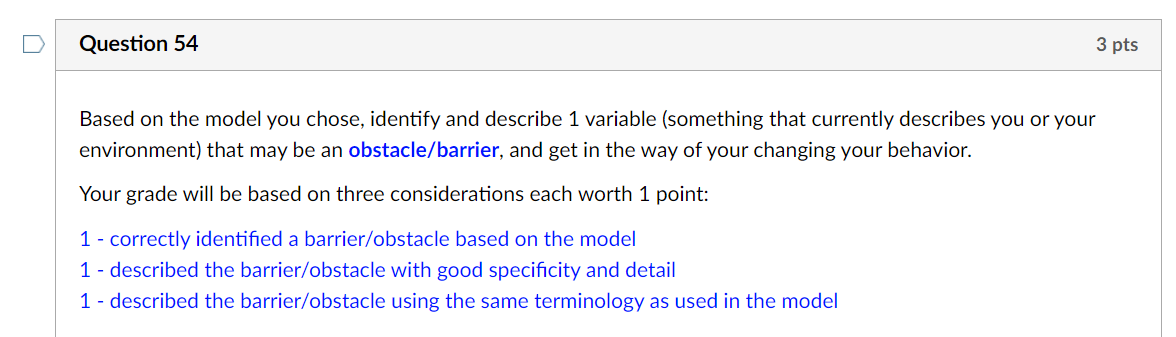 Question 54
3 pts
Based on the model you chose, identify and describe 1 variable (something that currently describes you or your
environment) that may be an obstacle/barrier, and get in the way of your changing your behavior.
Your grade will be based on three considerations each worth 1 point:
1 - correctly identified a barrier/obstacle based on the model
1 - described the barrier/obstacle with good specificity and detail
1 - described the barrier/obstacle using the same terminology as used in the model